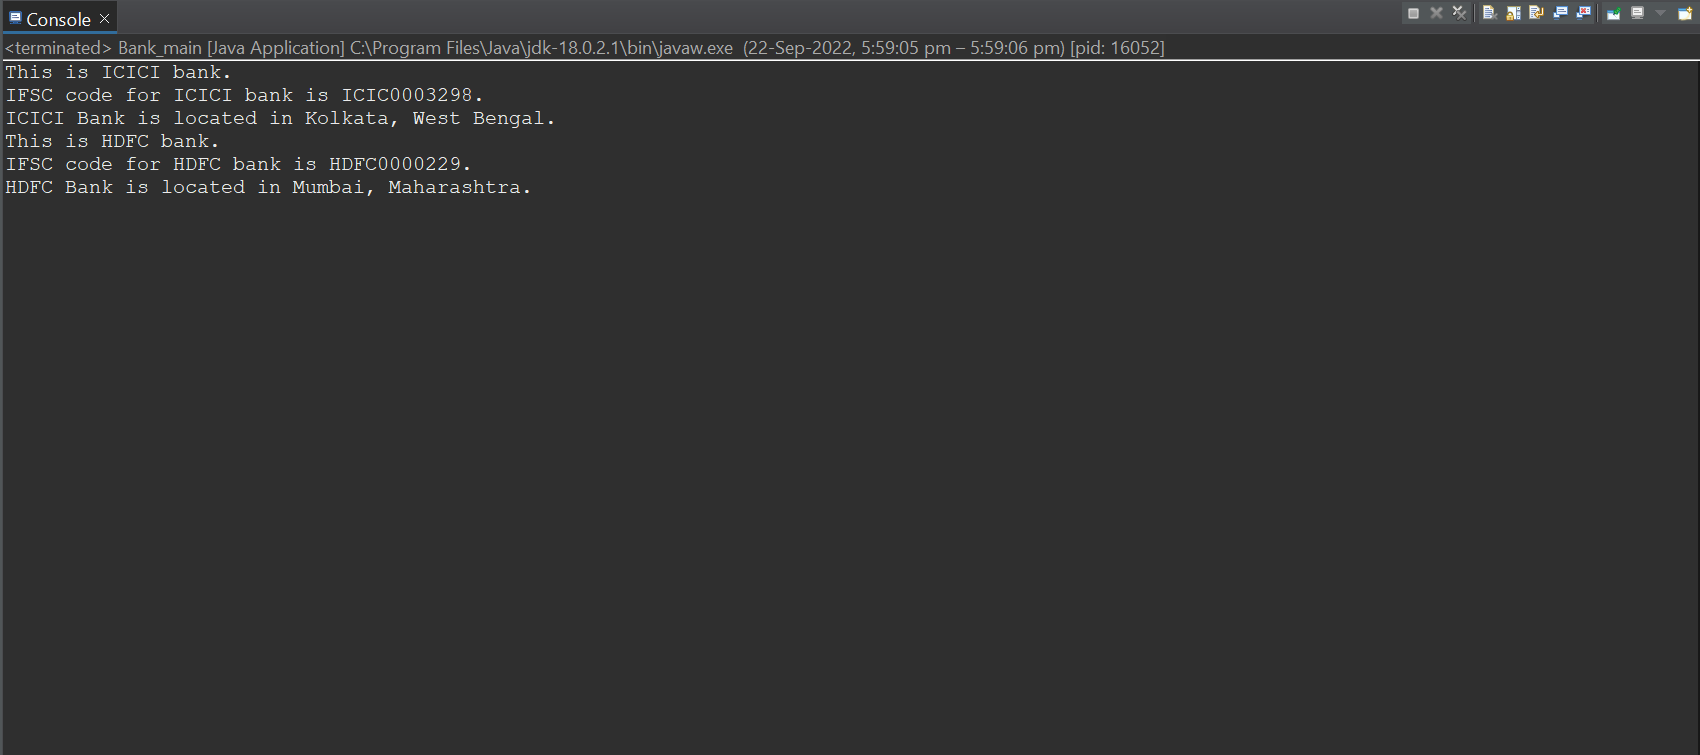 Console
<terminated> Bank_main [Java Application] C:\Program Files\Java\jdk-18.0.2.1\bin\javaw.exe (22-Sep-2022, 5:59:05 pm – 5:59:06 pm) [pid: 16052]
This is ICICI bank.
IFSC code for ICICI bank is ICIC0003298.
ICICI Bank is located in Kolkata, West Bengal.
This is HDFC bank.
IFSC code for HDFC bank is HDFC0000229.
HDFC Bank is located in Mumbai, Maharashtra.